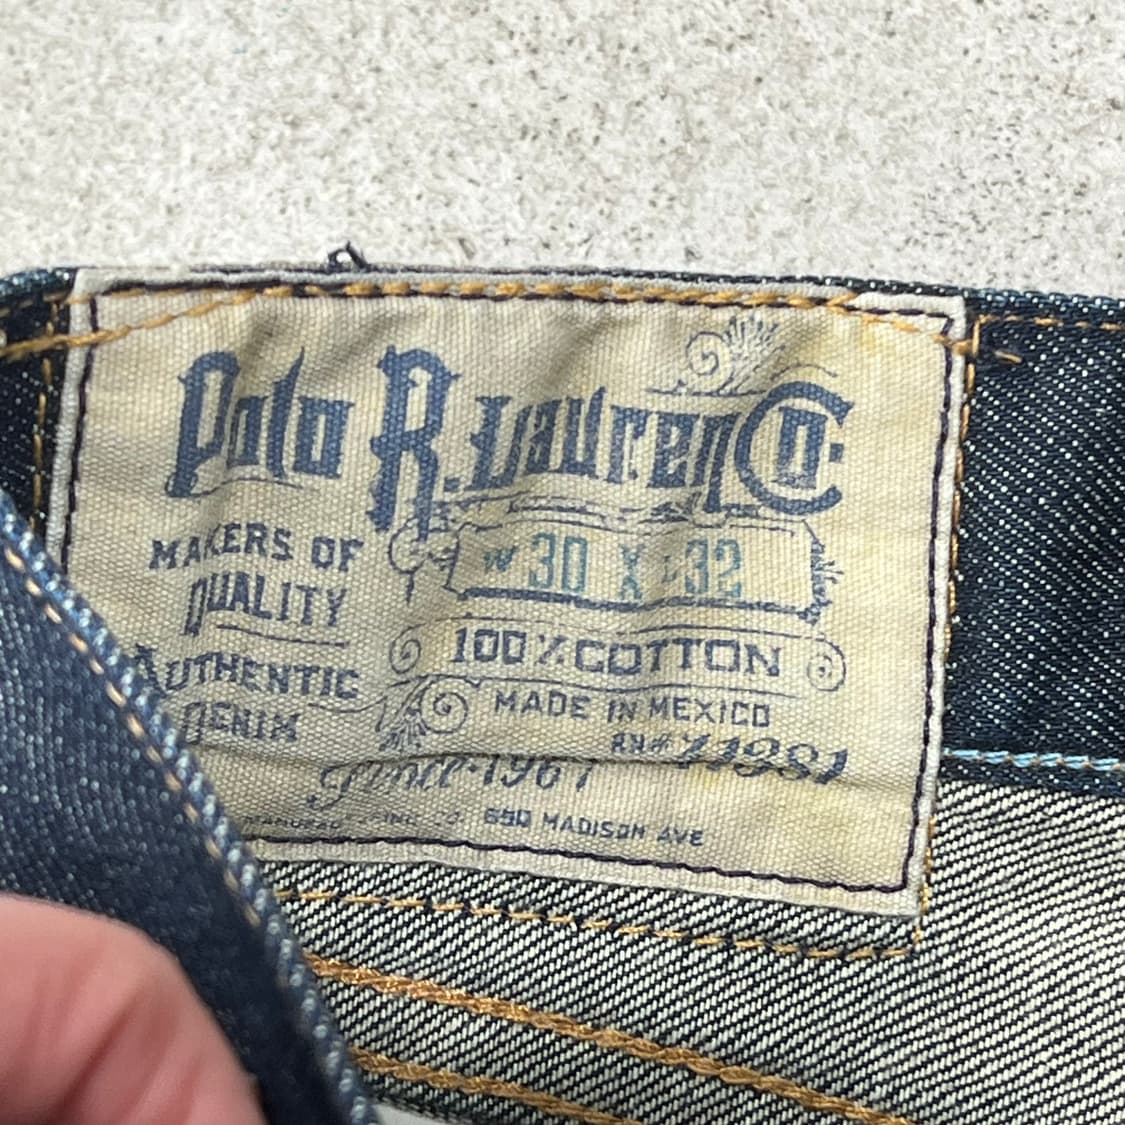 Polo R. Lauren Co.
MAKERS OF
QUALITY
AUTHENTIC
DENIM
W 30 X L 32
100% COTTON
MADE IN MEXICO
RN# 41381
Since 1967
650 MADISON AVE